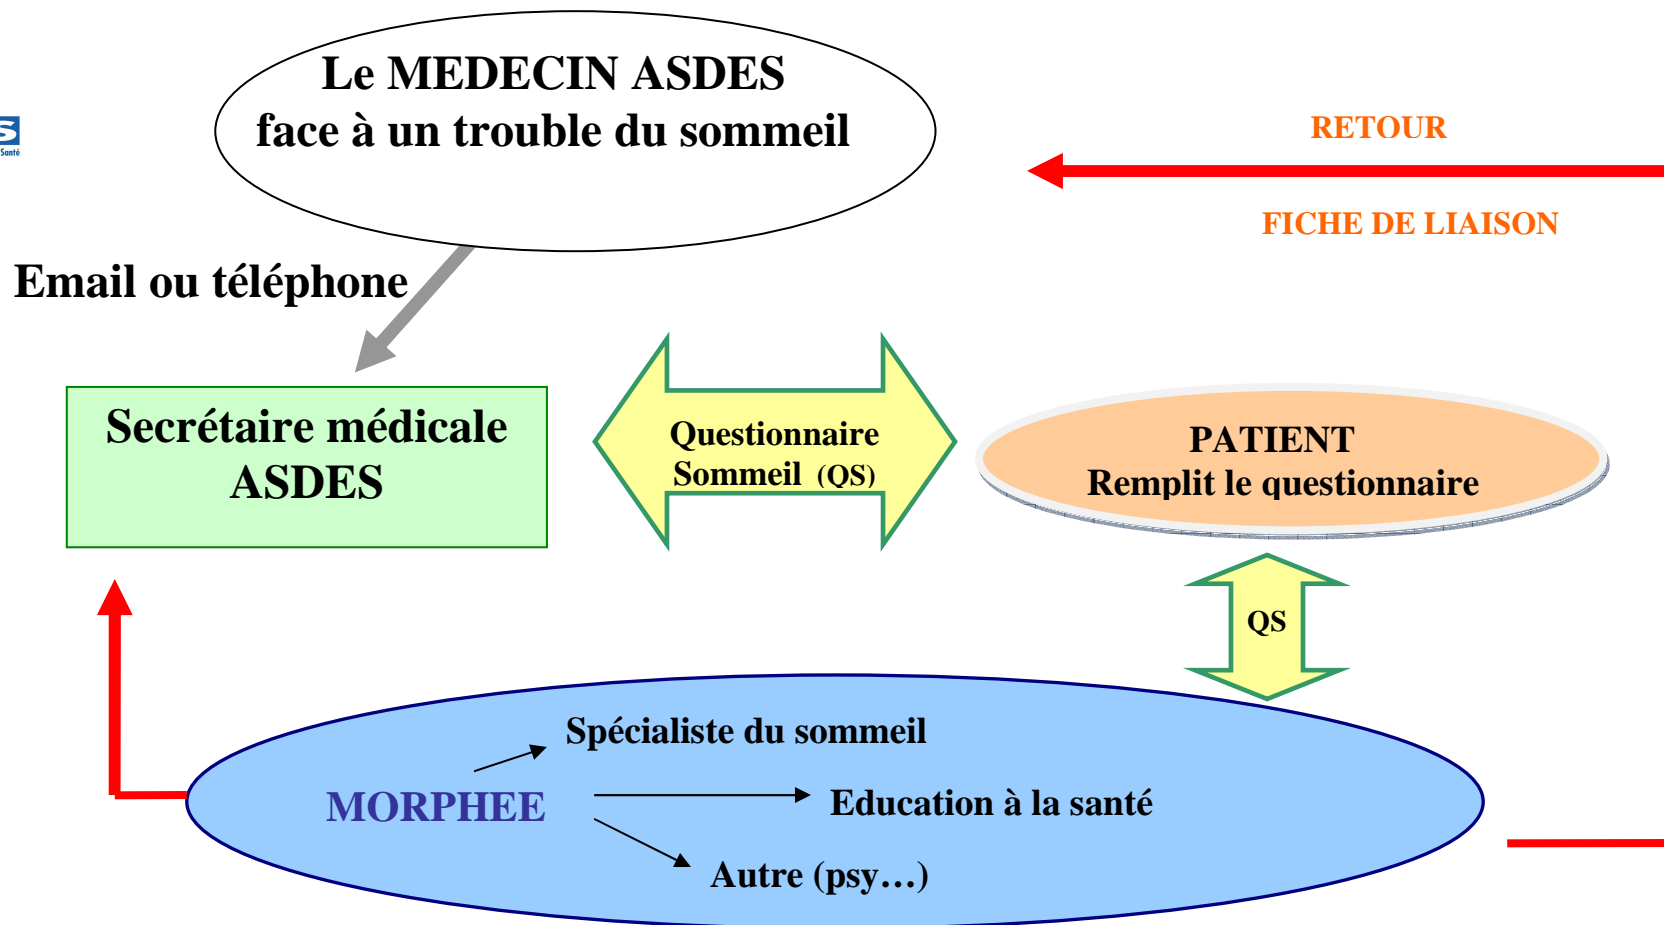 Le MEDECIN ASDES
face à un trouble du sommeil
RETOUR
S
Santé
FICHE DE LIAISON
Email ou téléphone
Secrétaire médicale
ASDES
Questionnaire
Sommeil (QS)
PATIENT
Remplit le questionnaire
QS
Spécialiste du sommeil
MORPHEE
Education à la santé
Autre (psy…)